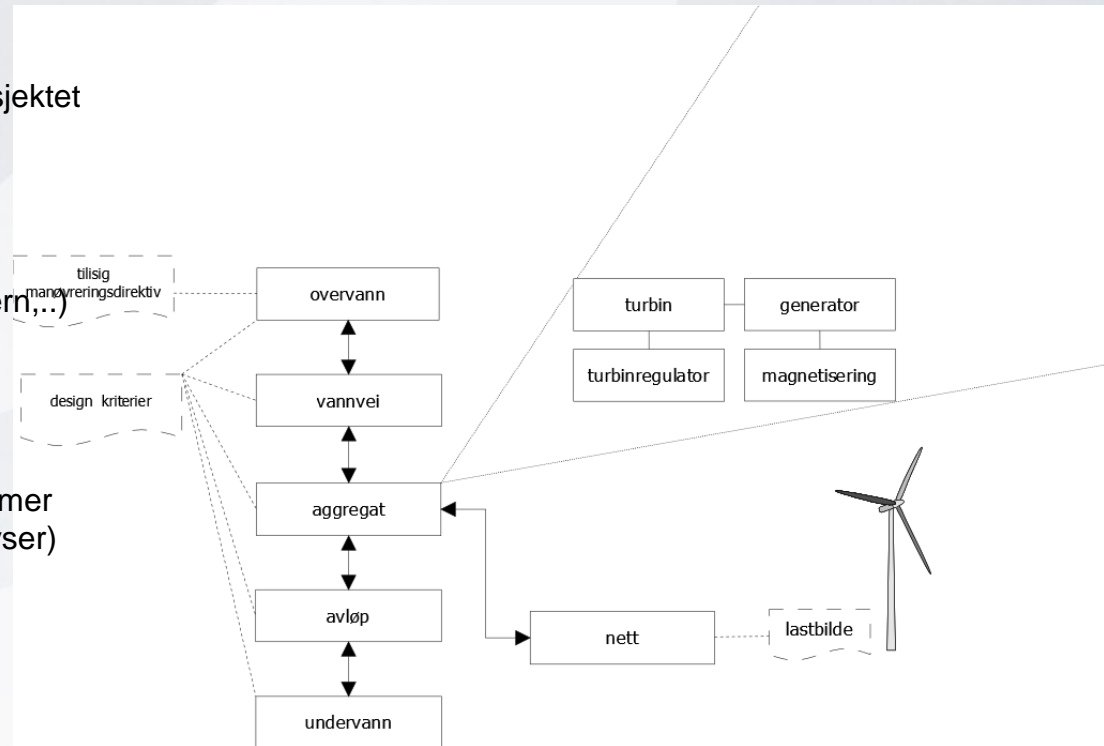 sjektet
tilisig
manøvreringsdirektiv
ern,..)
overvann
turbin
generator
turbinregulator
magnetisering
design kriterier
vannvei
mer
ser)
aggregat
avløp
nett
lastbilde
undervann